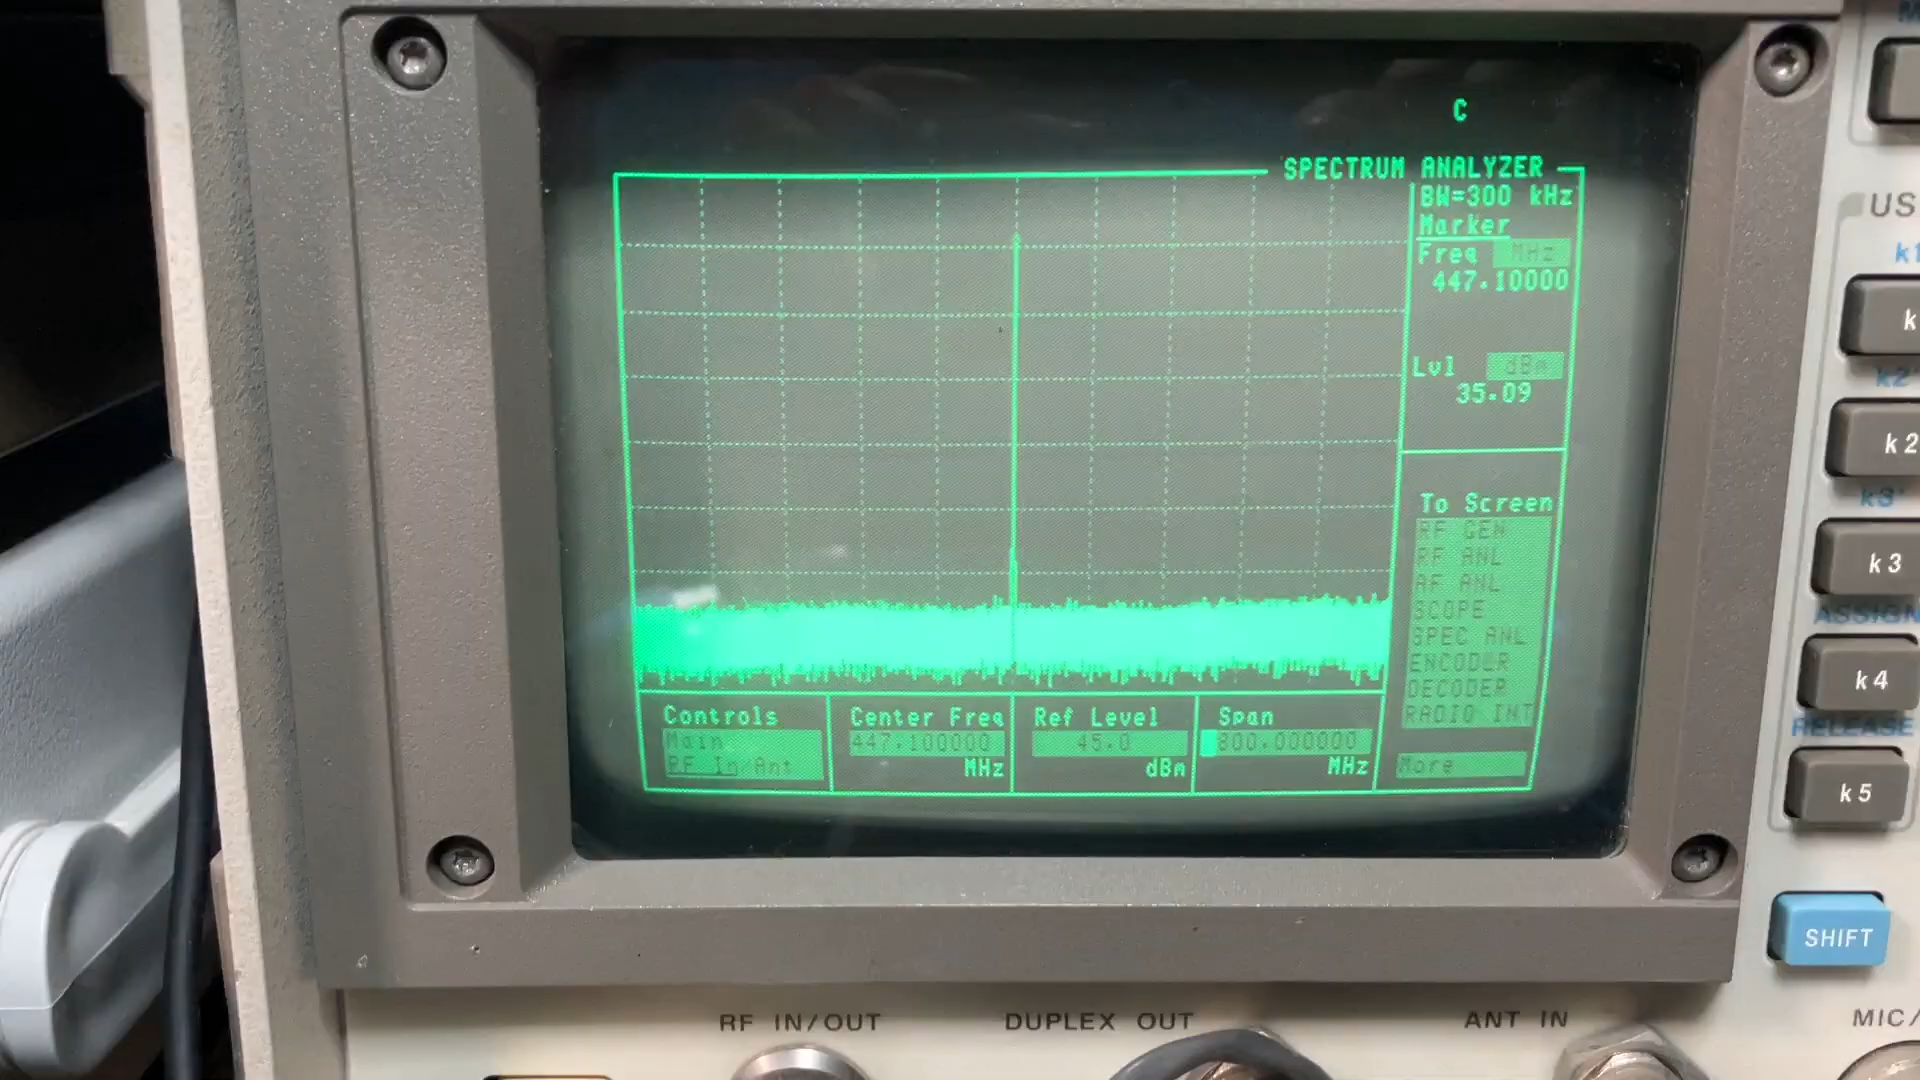 C
SPECTRUM ANALYZER
BW=300 kHz
Marker
Freq MHz
447.10000
Lvl dBm
35.09
To Screen
RF GEN
RF ANL
AF ANL
SCOPE
SPEC ANL
ENCODER
DECODER
RADIO INT
More
Controls
Main
RF In/Ant
Center Freq
447.100000
MHz
Ref Level
45.0
dBm
Span
800.000000
MHz
US
k1
k
k2'
k2
k3'
k3
ASSIGN
k4
RELEASE
k5
SHIFT
RF IN/OUT
DUPLEX OUT
ANT IN
MIC/